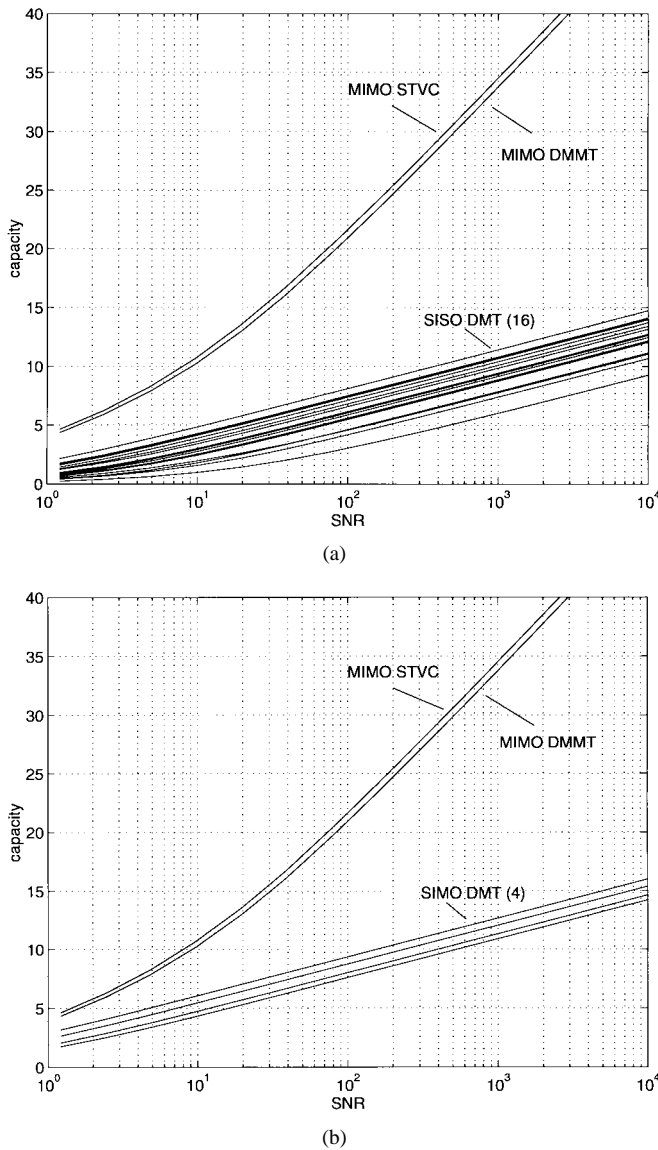 40
35
30
25
20
15
10
5
0
capacity
MIMO STVC
MIMO DMMT
SISO DMT (16)
10^0
10^1
10^2
10^3
10^4
SNR
(a)
40
35
30
25
20
15
10
5
0
capacity
MIMO STVC
MIMO DMMT
SIMO DMT (4)
10^0
10^1
10^2
10^3
10^4
SNR
(b)